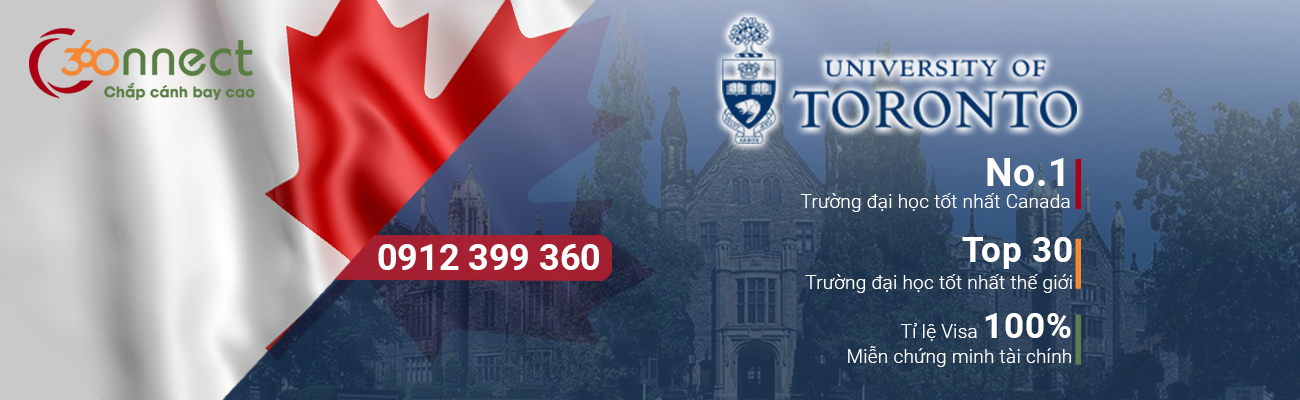 360nnect
Chắp cánh bay cao
UNIVERSITY OF
TORONTO
No.1
Trường đại học tốt nhất Canada
0912 399 360
Top 30
Trường đại học tốt nhất thế giới
Tỉ lệ Visa 100%
Miễn chứng minh tài chính